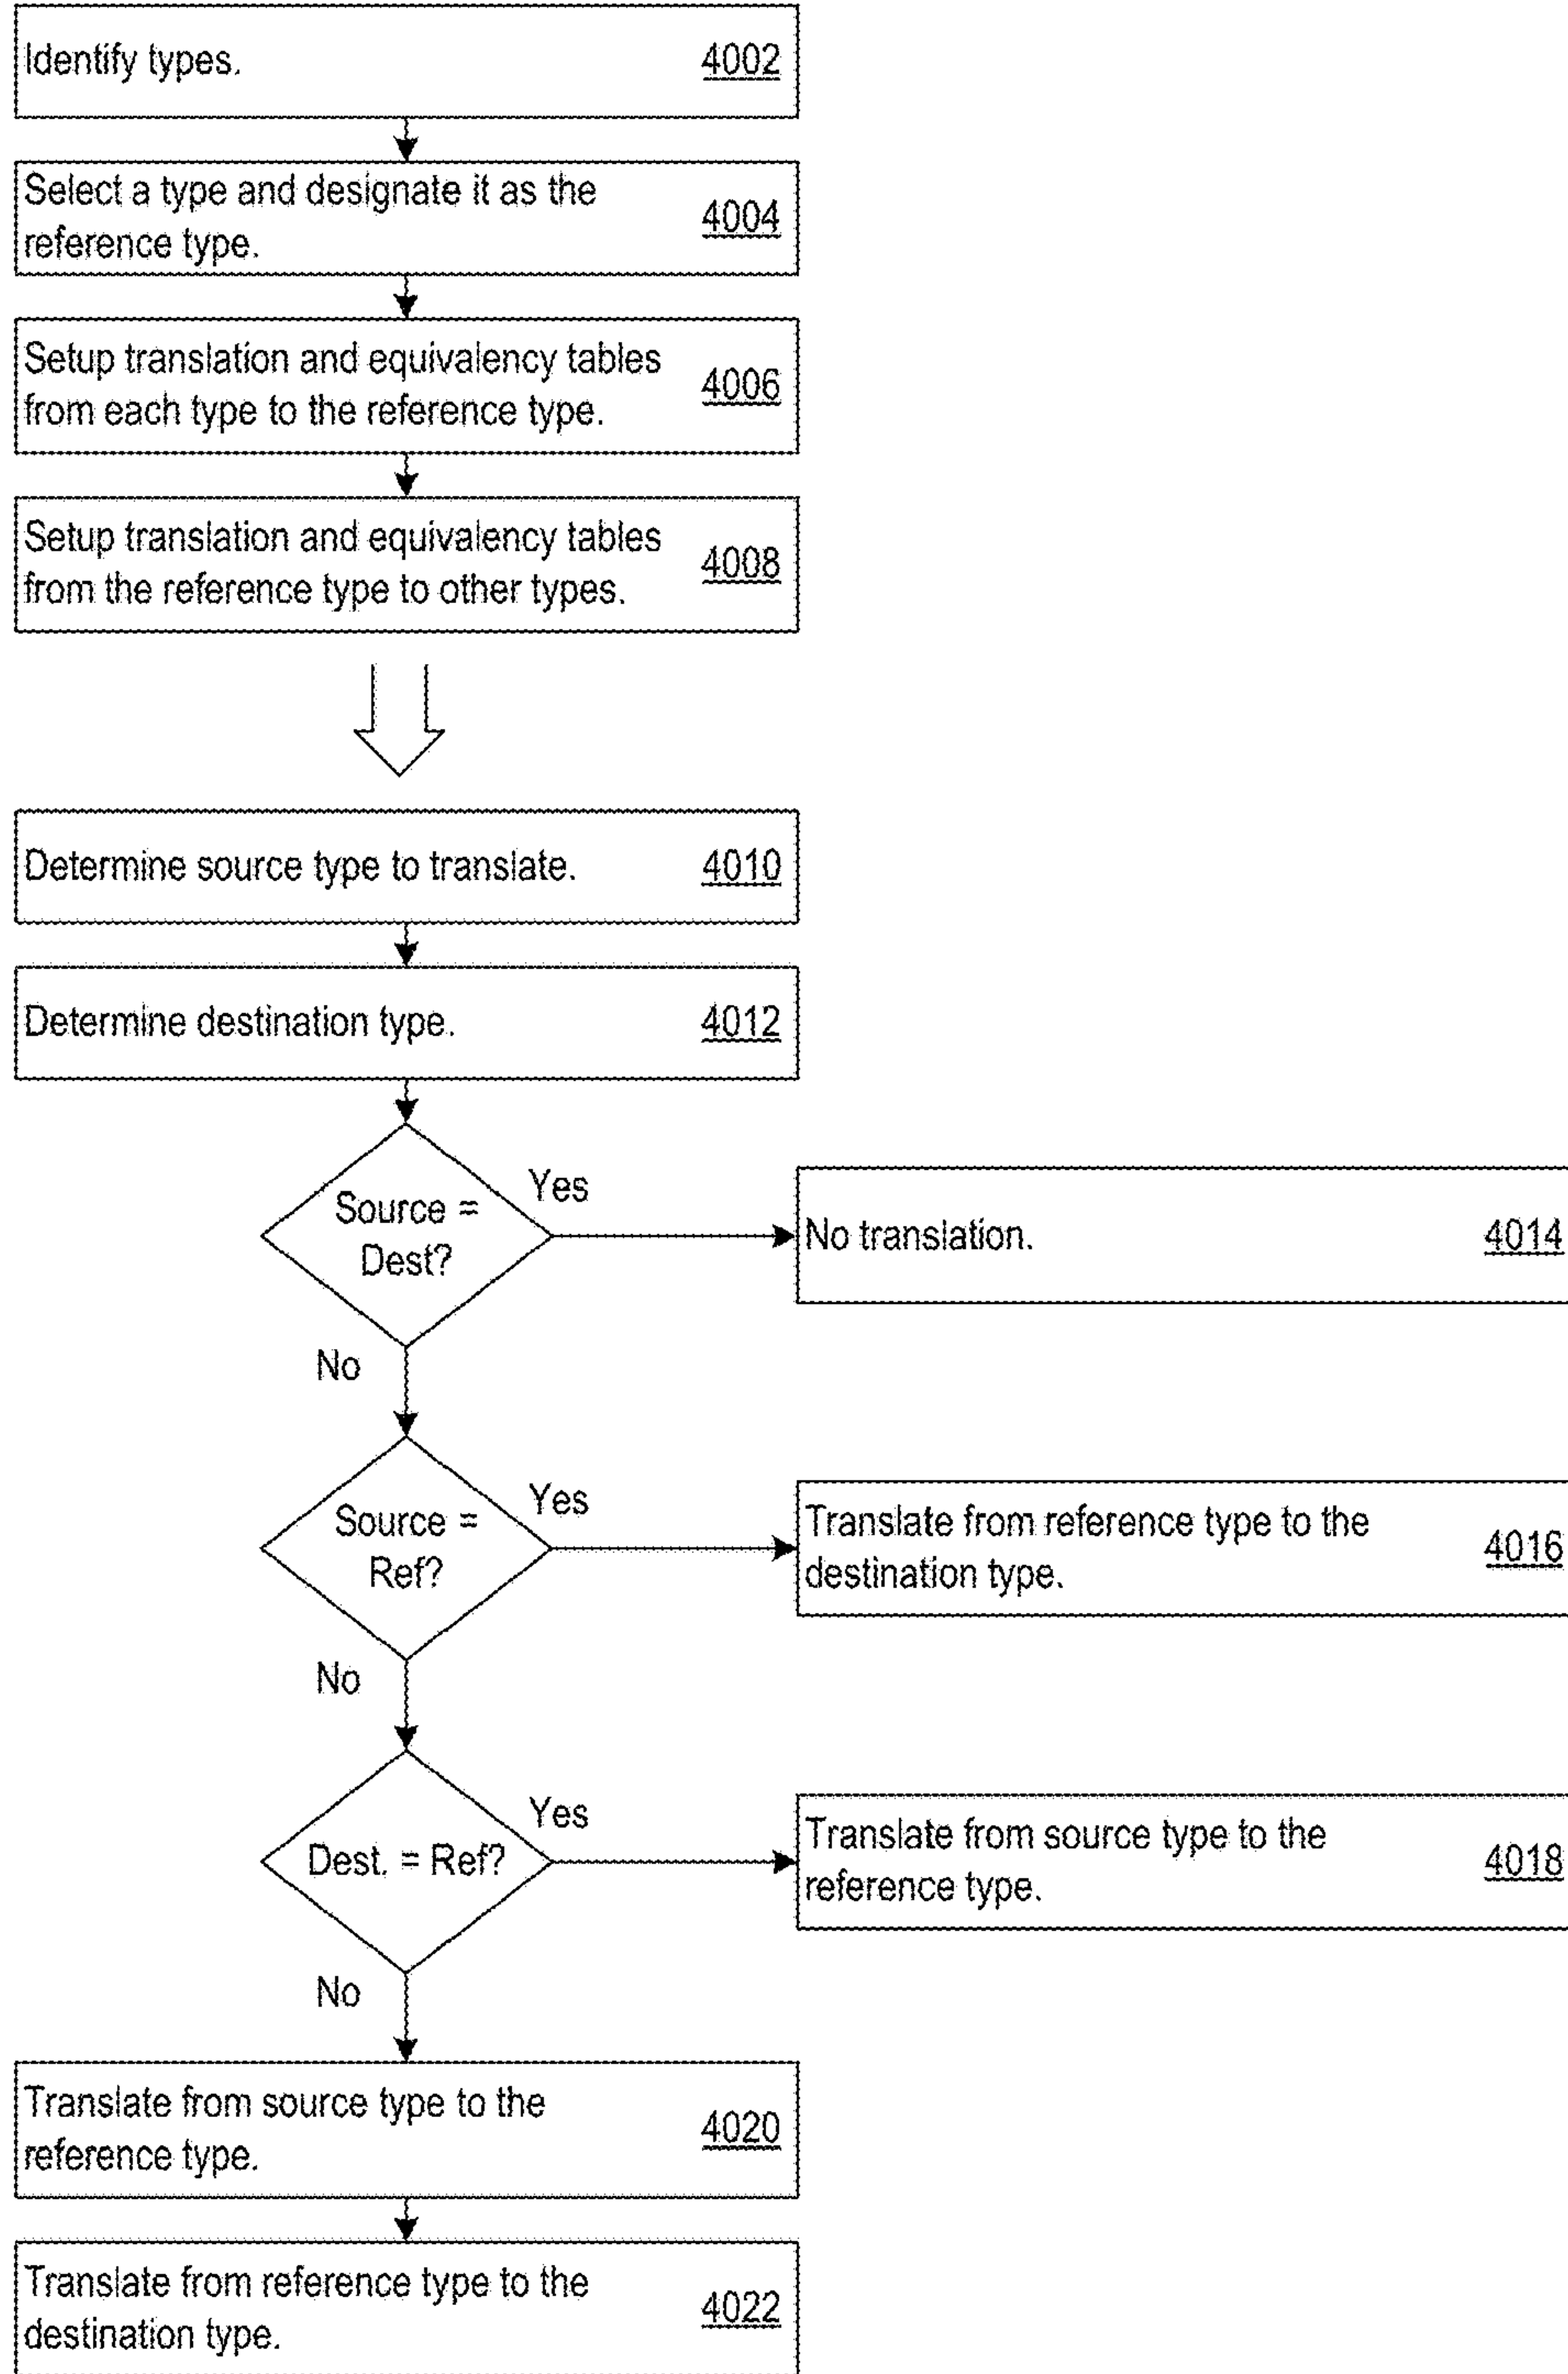 Identify types. 4002
Select a type and designate it as the
reference type. 4004
Setup translation and equivalency tables
from each type to the reference type. 4006
Setup translation and equivalency tables
from the reference type to other types. 4008
Determine source type to translate. 4010
Determine destination type. 4012
Source =
Dest?
Yes
No translation. 4014
No
Source =
Ref?
Yes
Translate from reference type to the
destination type. 4016
No
Dest. = Ref?
Yes
Translate from source type to the
reference type. 4018
No
Translate from source type to the
reference type. 4020
Translate from reference type to the
destination type. 4022